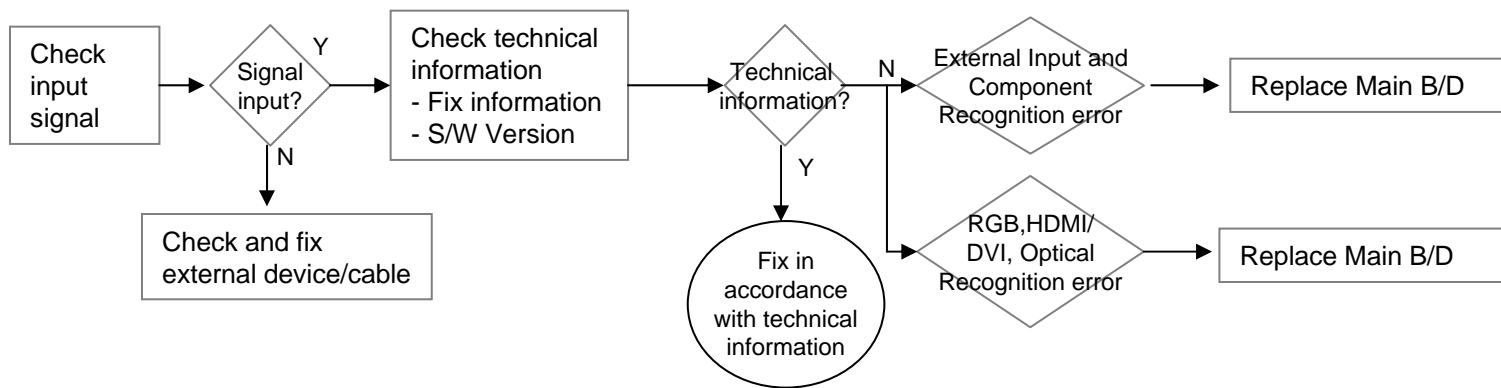 Check
input
signal
Signal
input?
Y
N
Check and fix
external device/cable
Check technical
information
- Fix information
- S/W Version
Technical
information?
N
Y
Fix in
accordance
with technical
information
External Input and
Component
Recognition error
Replace Main B/D
RGB,HDMI/
DVI, Optical
Recognition error
Replace Main B/D